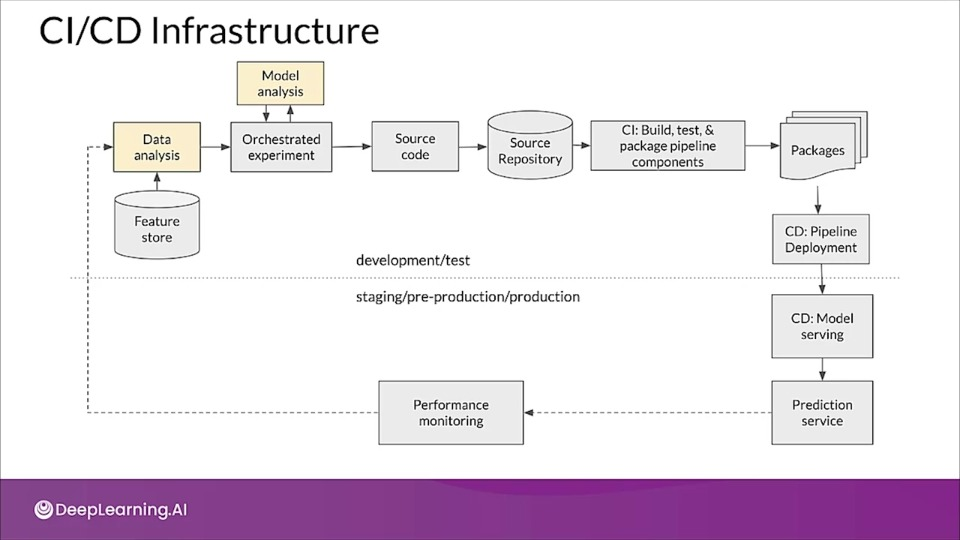 CI/CD Infrastructure
Model
analysis
Data
analysis
Orchestrated
experiment
Source
code
Source
Repository
CI: Build, test, &
package pipeline
components
Packages
Feature
store
CD: Pipeline
Deployment
development/test
staging/pre-production/production
CD: Model
serving
Performance
monitoring
Prediction
service
DeepLearning.AI